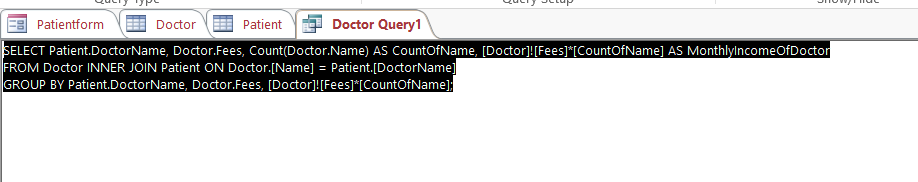 Query Type
Query Setup
Show/Hide
Patientform
Doctor
Patient
Doctor Query1
SELECT Patient.DoctorName, Doctor.Fees, Count(Doctor.Name) AS CountOfName, [Doctor]![Fees]*[CountOfName] AS MonthlyIncomeOfDoctor
FROM Doctor INNER JOIN Patient ON Doctor.[Name] = Patient.[DoctorName]
GROUP BY Patient.DoctorName, Doctor.Fees, [Doctor]![Fees]*[CountOfName];